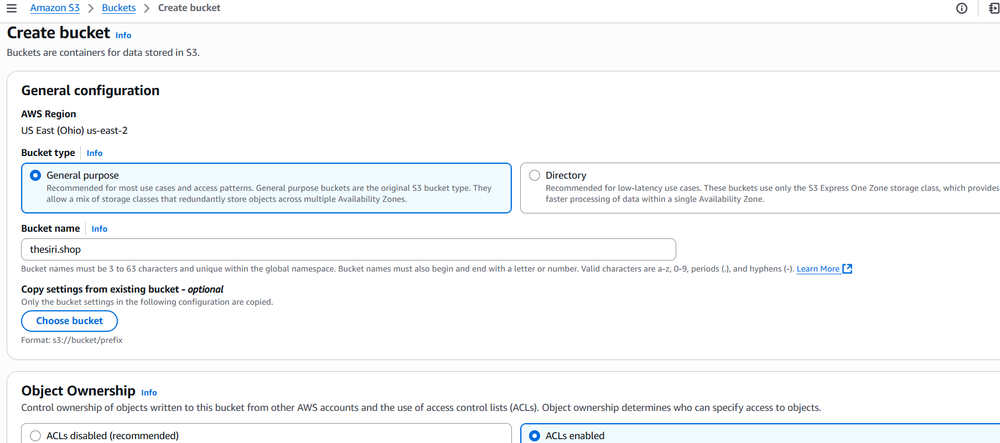 Amazon S3 > Buckets > Create bucket
Create bucket Info
Buckets are containers for data stored in S3.
General configuration
AWS Region
US East (Ohio) us-east-2
Bucket type Info
General purpose
Recommended for most use cases and access patterns. General purpose buckets are the original S3 bucket type. They
allow a mix of storage classes that redundantly store objects across multiple Availability Zones.
Directory
Recommended for low-latency use cases. These buckets use only the S3 Express One Zone storage class, which provides
faster processing of data within a single Availability Zone.
Bucket name Info
thesiri.shop
Bucket names must be 3 to 63 characters and unique within the global namespace. Bucket names must also begin and end with a letter or number. Valid characters are a-z, 0-9, periods (.), and hyphens (-). Learn More
Copy settings from existing bucket - optional
Only the bucket settings in the following configuration are copied.
Choose bucket
Format: s3://bucket/prefix
Object Ownership Info
Control ownership of objects written to this bucket from other AWS accounts and the use of access control lists (ACLs). Object ownership determines who can specify access to objects.
ACLs disabled (recommended)
ACLs enabled